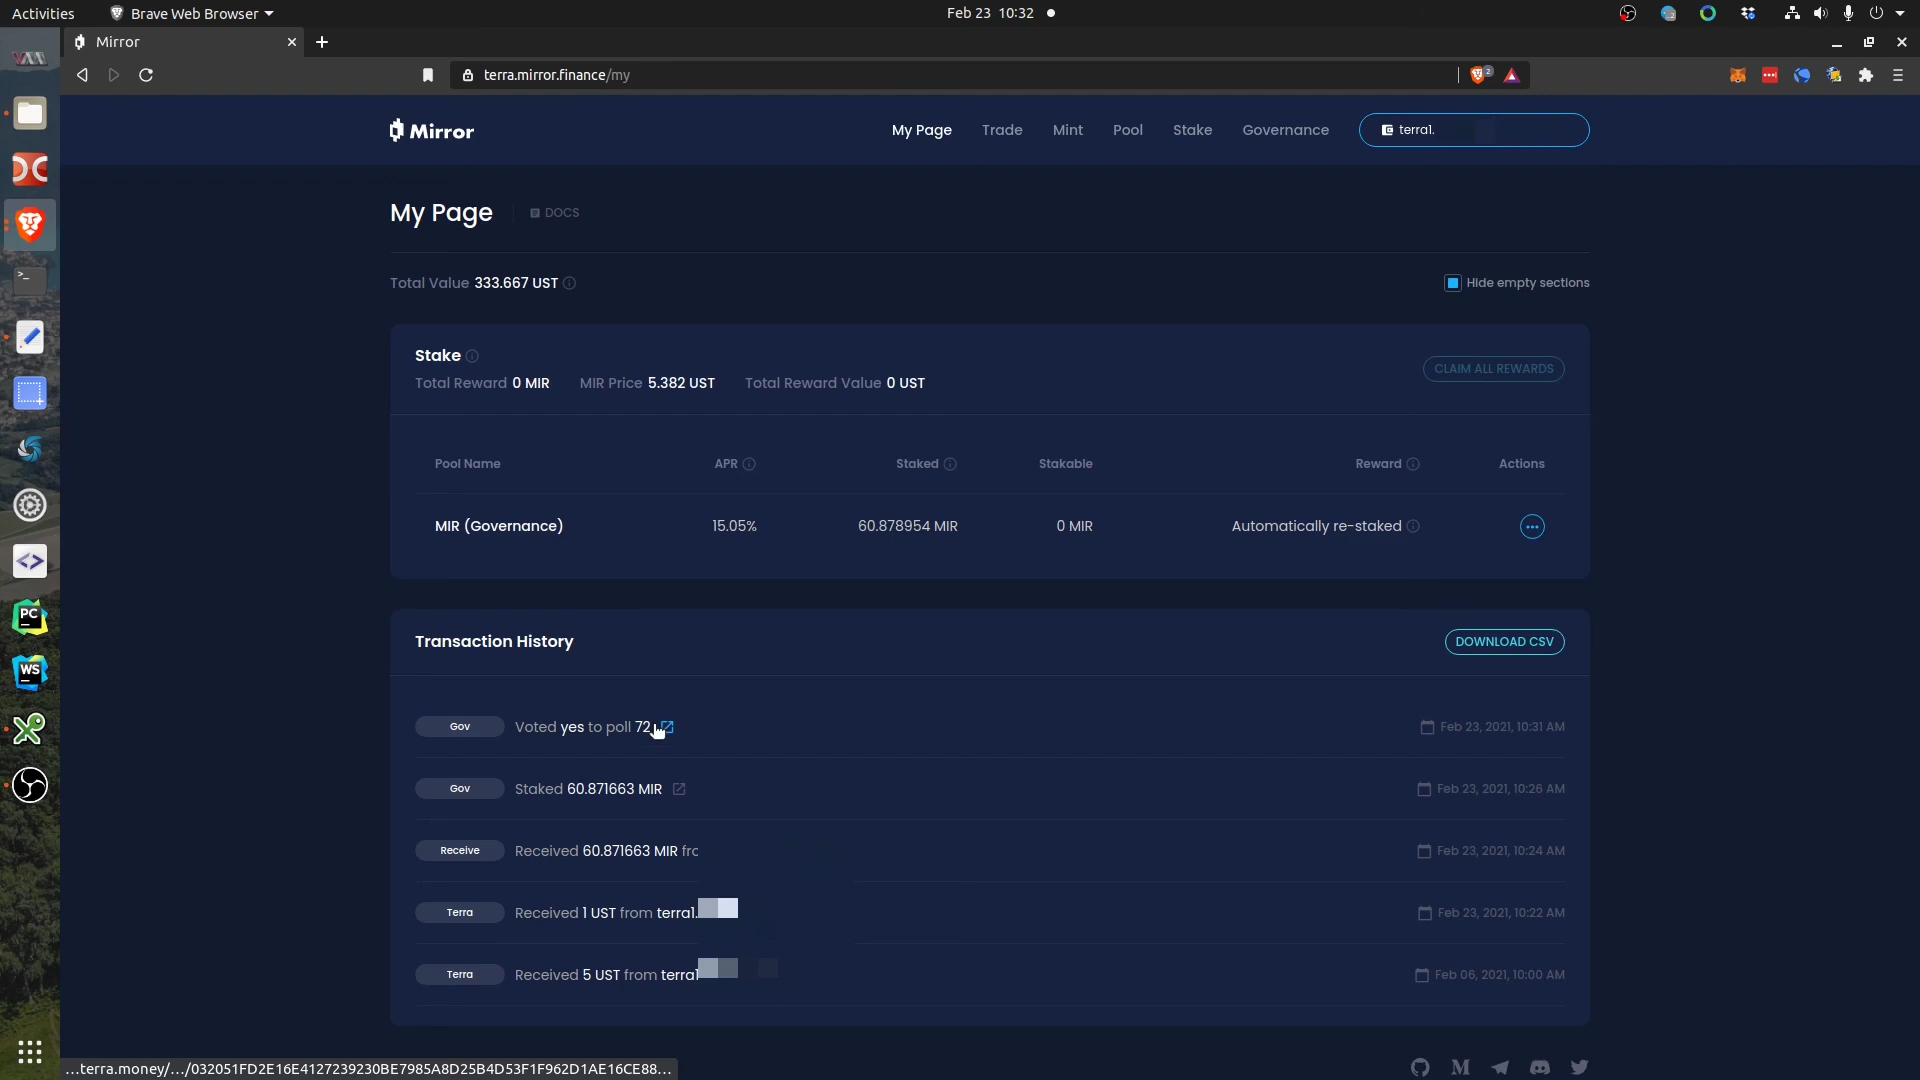 Activities
Brave Web Browser
Feb 23 10:32
Mirror
terra.mirror.finance/my
2
Mirror
My Page
Trade
Mint
Pool
Stake
Governance
terra1.
My Page
DOCS
Total Value 333.667 UST
Hide empty sections
Stake
CLAIM ALL REWARDS
Total Reward 0 MIR
MIR Price 5.382 UST
Total Reward Value 0 UST
Pool Name
APR
Staked
Stakable
Reward
Actions
MIR (Governance)
15.05%
60.878954 MIR
0 MIR
Automatically re-staked
Transaction History
DOWNLOAD CSV
Gov
Voted yes to poll 72
Feb 23, 2021, 10:31 AM
Gov
Staked 60.871663 MIR
Feb 23, 2021, 10:26 AM
Receive
Received 60.871663 MIR frc
Feb 23, 2021, 10:24 AM
Terra
Received 1 UST from terra1.
Feb 23, 2021, 10:22 AM
Terra
Received 5 UST from terra1
Feb 06, 2021, 10:00 AM
PC
WS
...terra.money/.../032051FD2E16E4127239230BE7985A8D25B4D53F1F962D1AE16CE88...